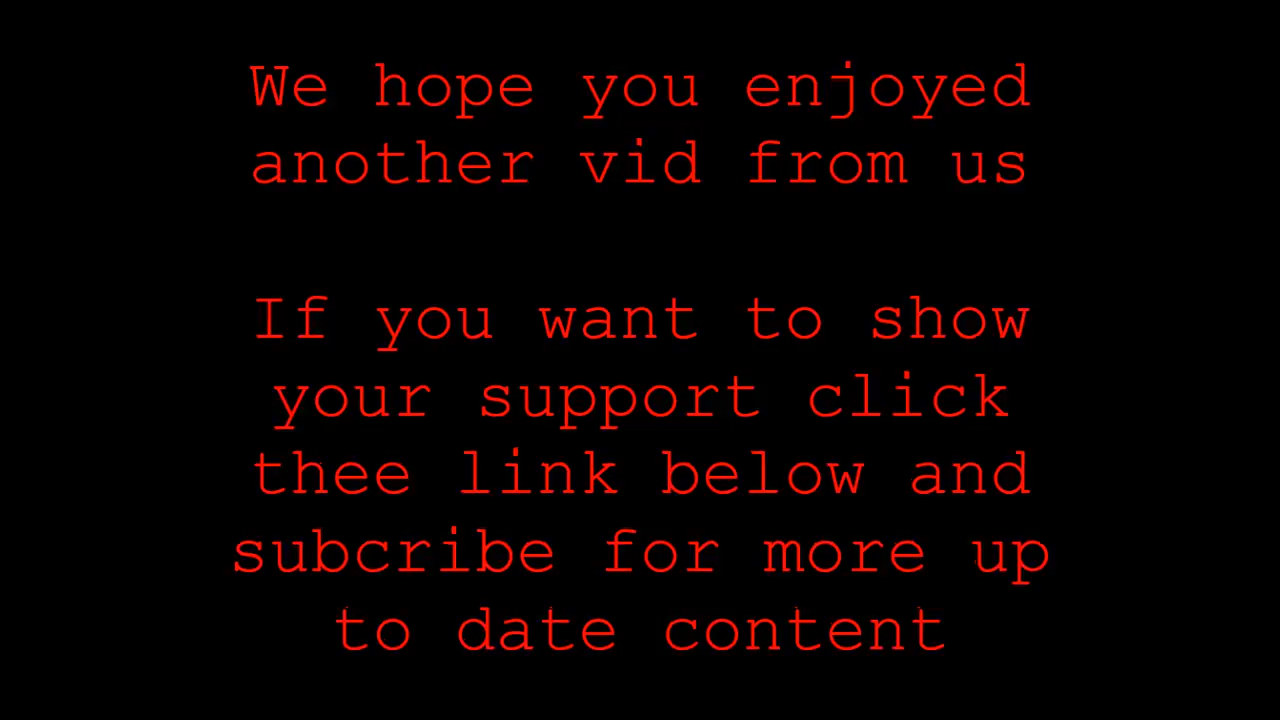 We hope you enjoyed
another vid from us
If you want to show
your support click
thee link below and
subcribe for more up
to date content